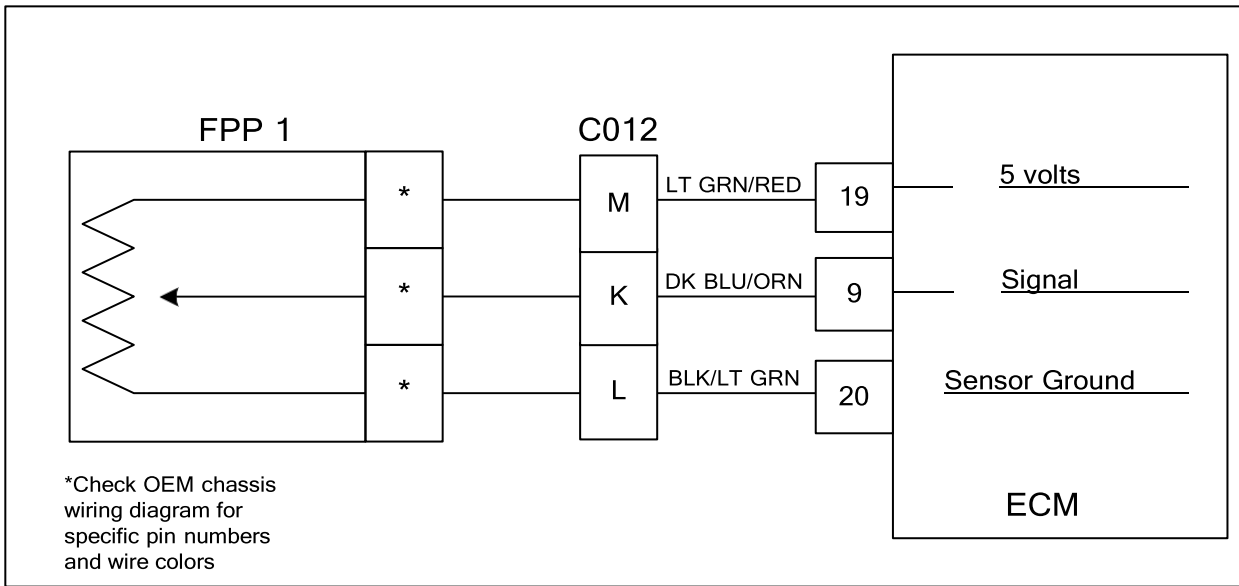 FPP 1
C012
*
M
LT GRN/RED
19
5 volts
*
K
DK BLU/ORN
9
Signal
*
L
BLK/LT GRN
20
Sensor Ground
*Check OEM chassis
wiring diagram for
specific pin numbers
and wire colors
ECM